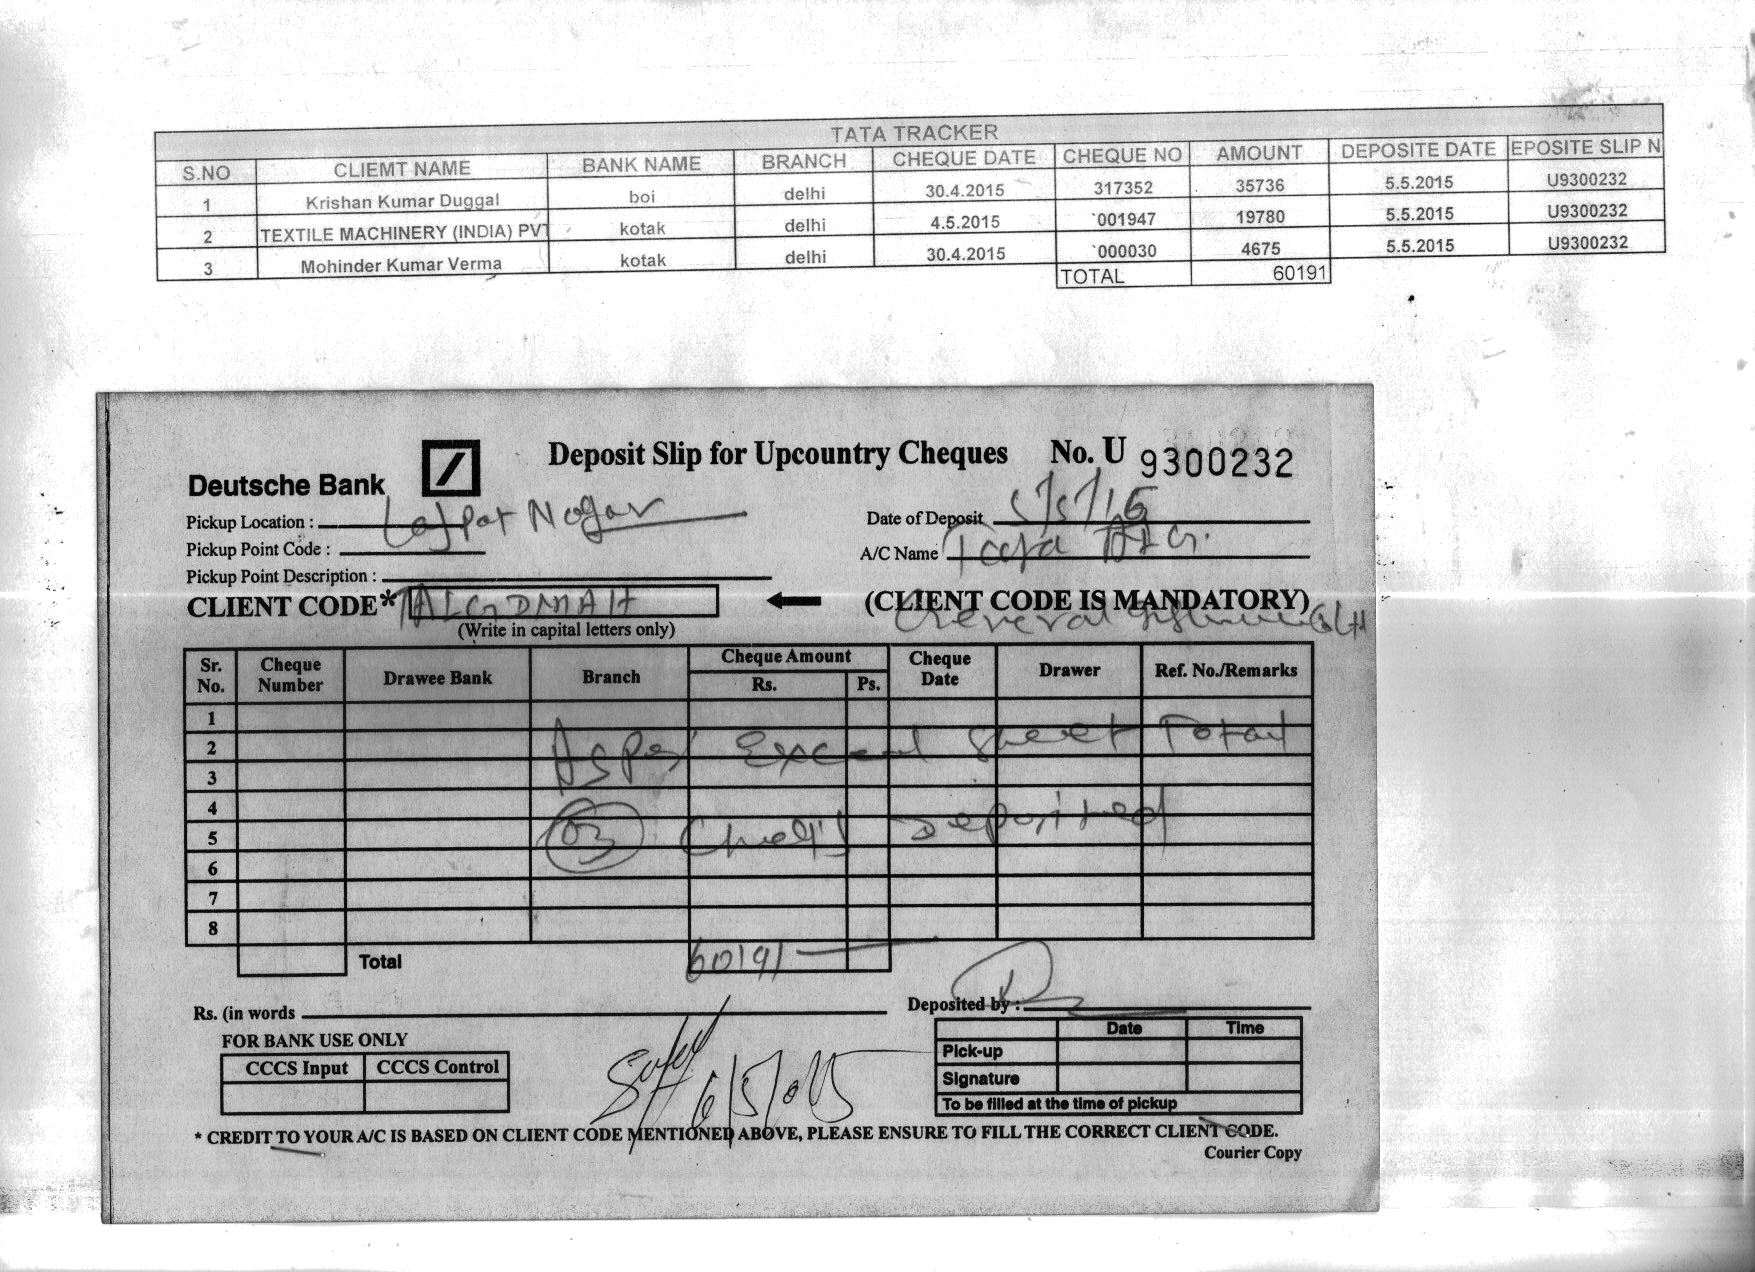 TATA TRACKER
S.NO CLIEMT NAME BANK NAME BRANCH CHEQUE DATE CHEQUE NO AMOUNT DEPOSITE DATE EPOSITE SLIP N
1 Krishan Kumar Duggal boi delhi 30.4.2015 317352 35736 5.5.2015 U9300232
2 TEXTILE MACHINERY (INDIA) PVT kotak delhi 4.5.2015 `001947 19780 5.5.2015 U9300232
3 Mohinder Kumar Verma kotak delhi 30.4.2015 `000030 4675 5.5.2015 U9300232
TOTAL 60191
Deutsche Bank
Deposit Slip for Upcountry Cheques No. U 9300232
Pickup Location : Lajpat Nagar
Date of Deposit 5/5/15
Pickup Point Code :
A/C Name Tata AIG.
Pickup Point Description :
CLIENT CODE* TALGDMAH (CLIENT CODE IS MANDATORY)
General
(Write in capital letters only)
Sr. No. Cheque Number Drawee Bank Branch Cheque Amount Rs. Ps. Cheque Date Drawer Ref. No./Remarks
1
2 As Per Excel Sheet Total
3
4
5 03 Deposited
6
7
8
Total 60191
Rs. (in words
Deposited by :
FOR BANK USE ONLY
Date Time
CCCS Input CCCS Control
Pick-up
Signature
6/5/2015
To be filled at the time of pickup
* CREDIT TO YOUR A/C IS BASED ON CLIENT CODE MENTIONED ABOVE, PLEASE ENSURE TO FILL THE CORRECT CLIENT CODE.
Courier Copy